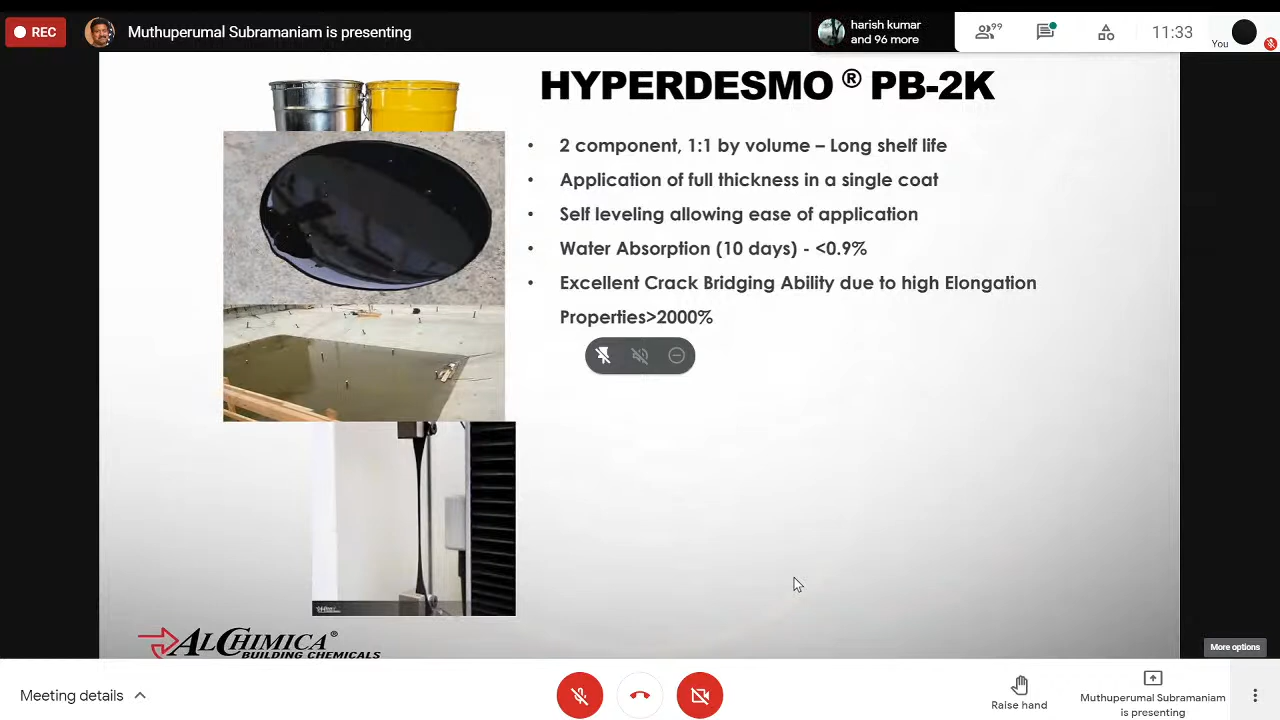 REC
Muthuperumal Subramaniam is presenting
harish kumar
and 96 more
99
11:33
You
HYPERDESMO ® PB-2K
• 2 component, 1:1 by volume – Long shelf life
• Application of full thickness in a single coat
• Self leveling allowing ease of application
• Water Absorption (10 days) - <0.9%
• Excellent Crack Bridging Ability due to high Elongation
Properties>2000%
ALCHIMICA®
BUILDING CHEMICALS
More options
Meeting details
Raise hand
Muthuperumal Subramaniam
is presenting